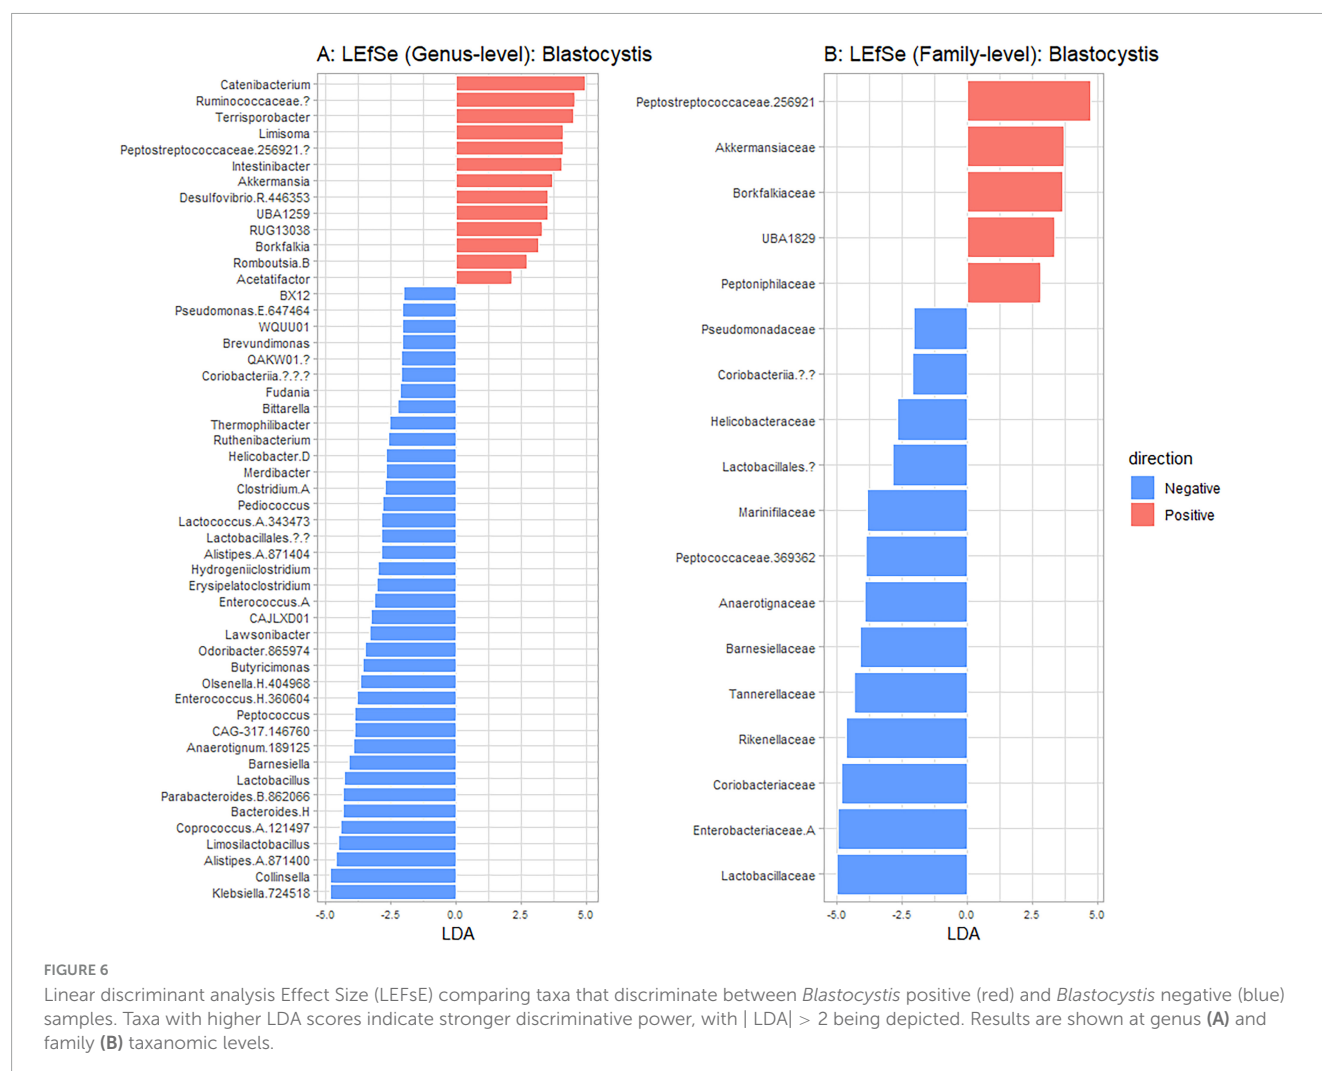 A: LEfSe (Genus-level): Blastocystis
Catenibacterium
Ruminococcaceae.?
Terrisporobacter
Limisoma
Peptostreptococcaceae.256921.?
Intestinibacter
Akkermansia
Desulfovibrio.R.446353
UBA1259
RUG13038
Borkfalkia
Romboutsia.B
Acetatifactor
BX12
Pseudomonas.E.647464
WQUU01
Brevundimonas
QAKW01.?
Coriobacteriia.?.?.?
Fudania
Bittarella
Thermophilibacter
Ruthenibacterium
Helicobacter.D
Merdibacter
Clostridium.A
Pediococcus
Lactococcus.A.343473
Lactobacillales.?.?
Alistipes.A.871404
Hydrogeniiclostridium
Erysipelatoclostridium
Enterococcus.A
CAJLXD01
Lawsonibacter
Odoribacter.865974
Butyricimonas
Olsenella.H.404968
Enterococcus.H.360604
Peptococcus
CAG-317.146760
Anaerotignum.189125
Barnesiella
Lactobacillus
Parabacteroides.B.862066
Bacteroides.H
Coprococcus.A.121497
Limosilactobacillus
Alistipes.A.871400
Collinsella
Klebsiella.724518
-5.0 -2.5 0.0 2.5 5.0
LDA
B: LEfSe (Family-level): Blastocystis
Peptostreptococcaceae.256921
Akkermansiaceae
Borkfalkiaceae
UBA1829
Peptoniphilaceae
Pseudomonadaceae
Coriobacteriia.?.?
Helicobacteraceae
Lactobacillales.?
Marinifilaceae
Peptococcaceae.369362
Anaerotignaceae
Barnesiellaceae
Tannerellaceae
Rikenellaceae
Coriobacteriaceae
Enterobacteriaceae.A
Lactobacillaceae
-5.0 -2.5 0.0 2.5 5.0
LDA
direction
Negative
Positive
FIGURE 6
Linear discriminant analysis Effect Size (LEFsE) comparing taxa that discriminate between Blastocystis positive (red) and Blastocystis negative (blue)
samples. Taxa with higher LDA scores indicate stronger discriminative power, with | LDA| > 2 being depicted. Results are shown at genus (A) and
family (B) taxanomic levels.